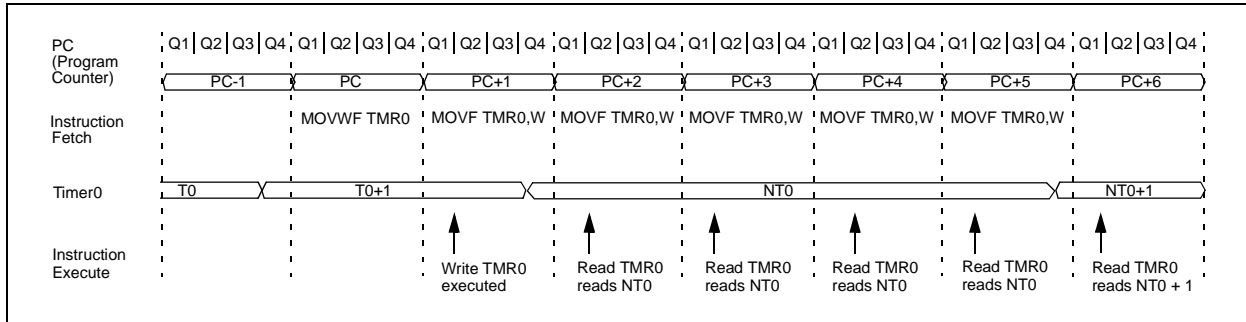 PC
(Program
Counter)
Q1 Q2 Q3 Q4 Q1 Q2 Q3 Q4 Q1 Q2 Q3 Q4 Q1 Q2 Q3 Q4 Q1 Q2 Q3 Q4 Q1 Q2 Q3 Q4 Q1 Q2 Q3 Q4 Q1 Q2 Q3 Q4
PC-1 PC PC+1 PC+2 PC+3 PC+4 PC+5 PC+6
Instruction
Fetch
MOVWF TMR0 MOVF TMR0,W MOVF TMR0,W MOVF TMR0,W MOVF TMR0,W MOVF TMR0,W
Timer0
T0 T0+1 NT0 NT0+1
Instruction
Execute
Write TMR0
executed
Read TMR0
reads NT0
Read TMR0
reads NT0
Read TMR0
reads NT0
Read TMR0
reads NT0
Read TMR0
reads NT0 + 1